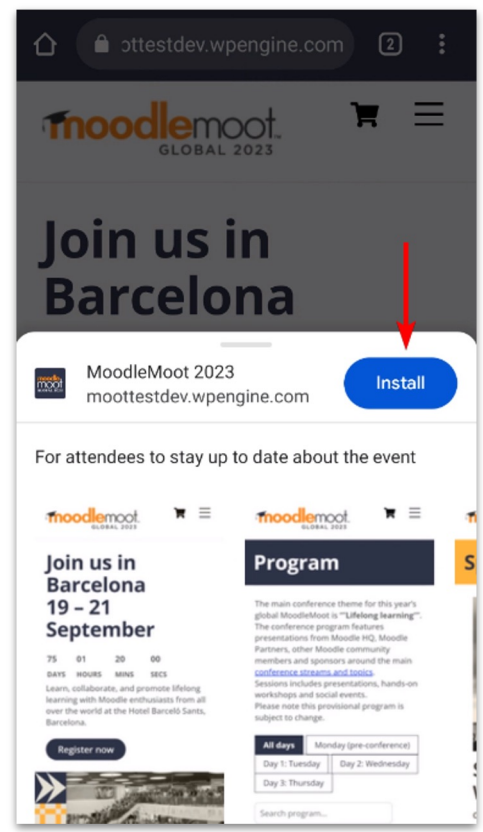 ottestdev.wpengine.com
2
moodlemoot
GLOBAL 2023
Join us in
Barcelona
moodle
moot
MoodleMoot 2023
moottestdev.wpengine.com
Install
For attendees to stay up to date about the event
moodlemoot
GLOBAL 2023
Join us in
Barcelona
19 – 21
September
75 01 20 00
DAYS HOURS MINS SECS
Learn, collaborate, and promote lifelong
learning with Moodle enthusiasts from all
over the world at the Hotel Barceló Sants,
Barcelona.
Register now
moodlemoot
GLOBAL 2023
Program
The main conference theme for this year's
global MoodleMoot is "“Lifelong learning”".
The conference program features
presentations from Moodle HQ, Moodle
Partners, other Moodle community
members and sponsors around the main
conference streams and topics.
Sessions includes presentations, hands-on
workshops and social events.
Please note this provisional program is
subject to change.
All days Monday (pre-conference)
Day 1: Tuesday Day 2: Wednesday
Day 3: Thursday
Search program...
S